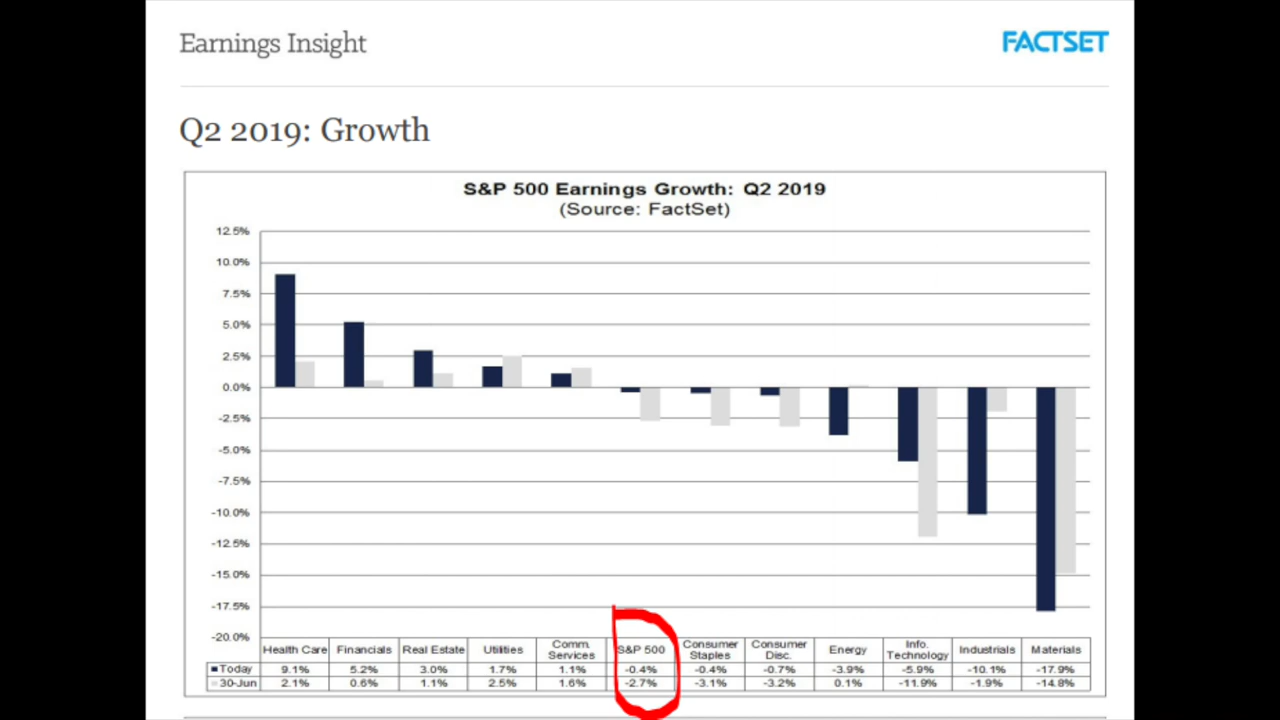 Earnings Insight
FACTSET
Q2 2019: Growth
S&P 500 Earnings Growth: Q2 2019
(Source: FactSet)
12.5%
10.0%
7.5%
5.0%
2.5%
0.0%
-2.5%
-5.0%
-7.5%
-10.0%
-12.5%
-15.0%
-17.5%
-20.0%
Health Care Financials Real Estate Utilities Comm. Services S&P 500 Consumer Staples Consumer Disc. Energy Info. Technology Industrials Materials
Today 9.1% 5.2% 3.0% 1.7% 1.1% -0.4% -0.4% -0.7% -3.9% -5.9% -10.1% -17.9%
30-Jun 2.1% 0.6% 1.1% 2.5% 1.6% -2.7% -3.1% -3.2% 0.1% -11.9% -1.9% -14.8%